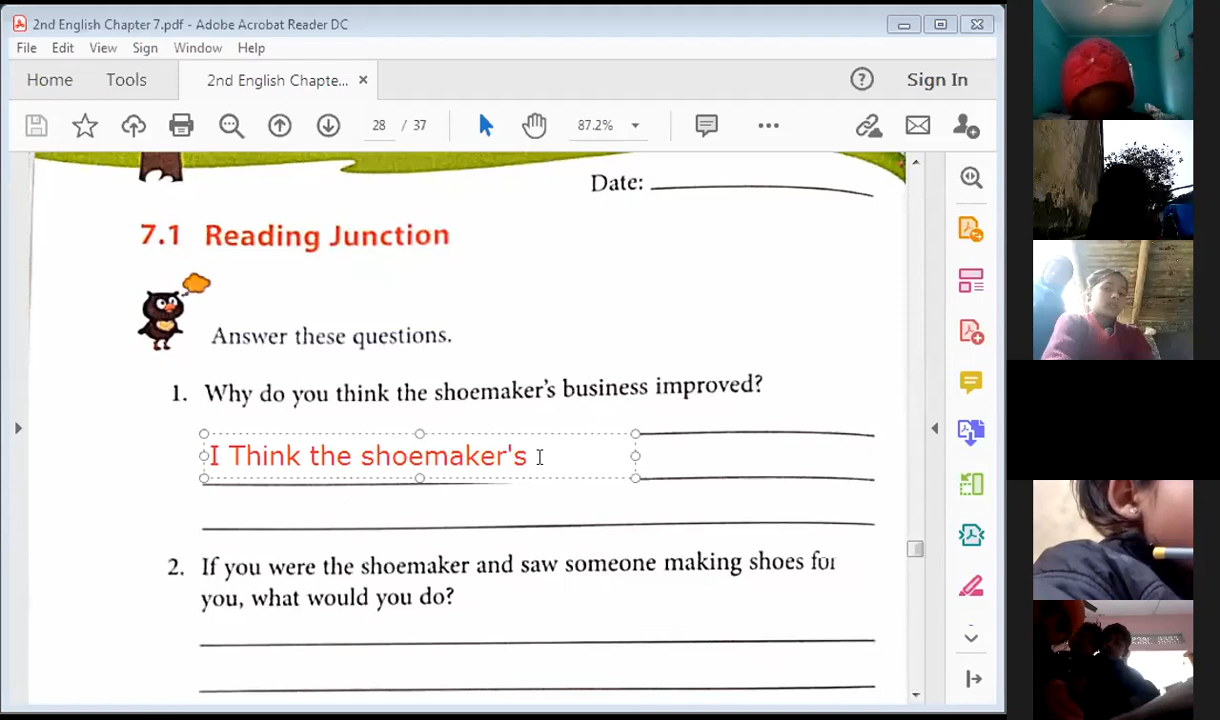 2nd English Chapter 7.pdf - Adobe Acrobat Reader DC
File Edit View Sign Window Help
Home Tools 2nd English Chapte... × Sign In
28 / 37 87.2%
Date:
7.1 Reading Junction
Answer these questions.
1. Why do you think the shoemaker's business improved?
I Think the shoemaker's
2. If you were the shoemaker and saw someone making shoes for
you, what would you do?